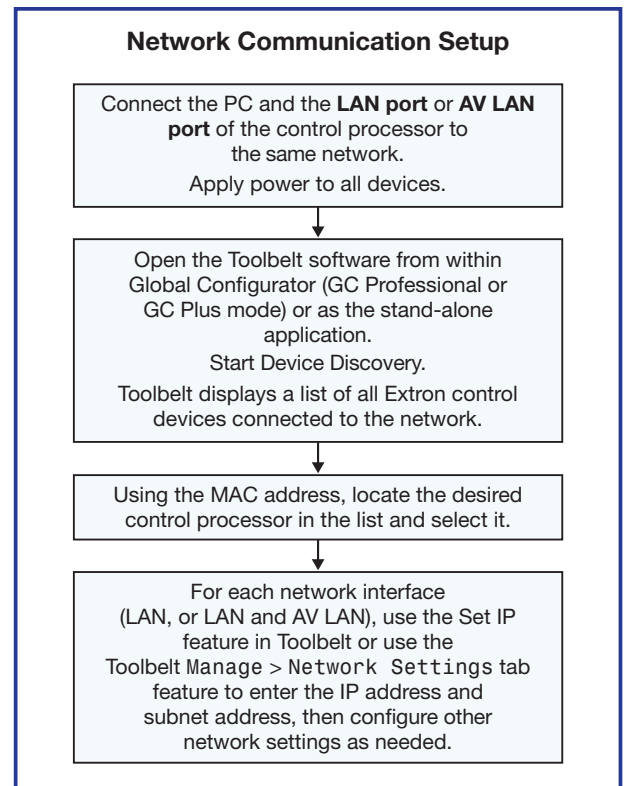 Network Communication Setup
Connect the PC and the LAN port or AV LAN
port of the control processor to
the same network.
Apply power to all devices.
Open the Toolbelt software from within
Global Configurator (GC Professional or
GC Plus mode) or as the stand-alone
application.
Start Device Discovery.
Toolbelt displays a list of all Extron control
devices connected to the network.
Using the MAC address, locate the desired
control processor in the list and select it.
For each network interface
(LAN, or LAN and AV LAN), use the Set IP
feature in Toolbelt or use the
Toolbelt Manage > Network Settings tab
feature to enter the IP address and
subnet address, then configure other
network settings as needed.